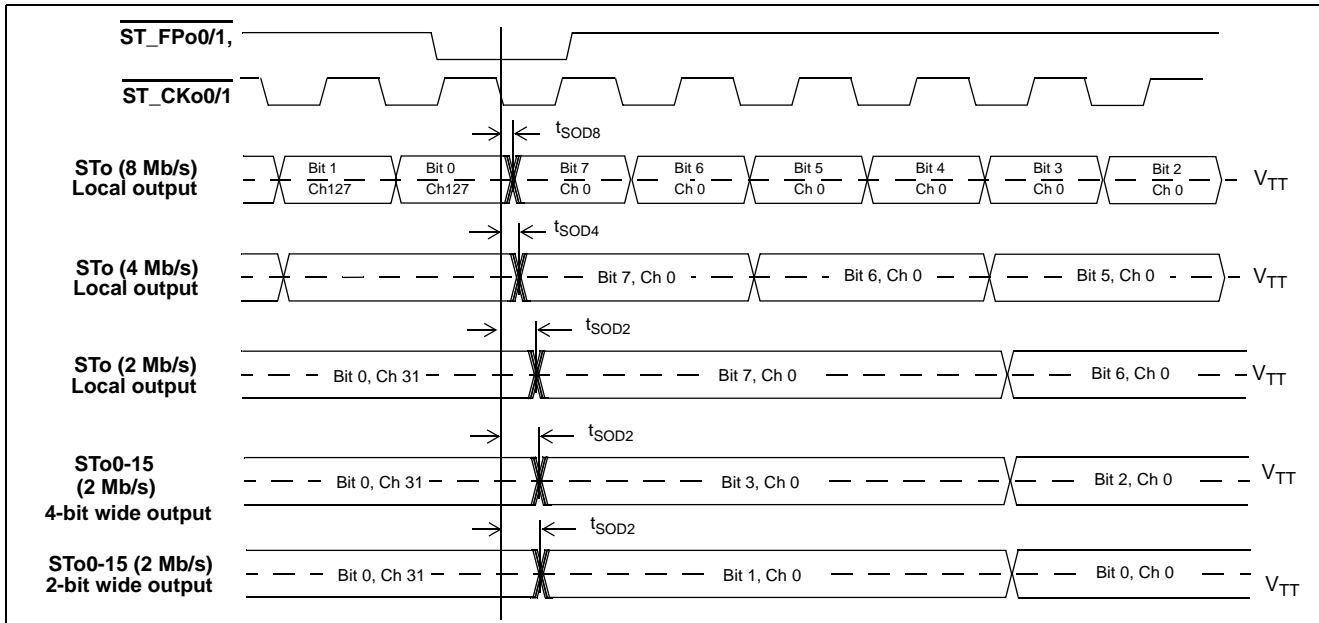 ST_FPo0/1,
ST_CKo0/1
tSOD8
STo (8 Mb/s)
Local output
Bit 1 Bit 0 Bit 7 Bit 6 Bit 5 Bit 4 Bit 3 Bit 2
Ch127 Ch127 Ch 0 Ch 0 Ch 0 Ch 0 Ch 0 Ch 0
VTT
tSOD4
STo (4 Mb/s)
Local output
Bit 7, Ch 0 Bit 6, Ch 0 Bit 5, Ch 0
VTT
tSOD2
STo (2 Mb/s)
Local output
Bit 0, Ch 31 Bit 7, Ch 0 Bit 6, Ch 0
VTT
tSOD2
STo0-15
(2 Mb/s)
4-bit wide output
Bit 0, Ch 31 Bit 3, Ch 0 Bit 2, Ch 0
VTT
tSOD2
STo0-15 (2 Mb/s)
2-bit wide output
Bit 0, Ch 31 Bit 1, Ch 0 Bit 0, Ch 0
VTT